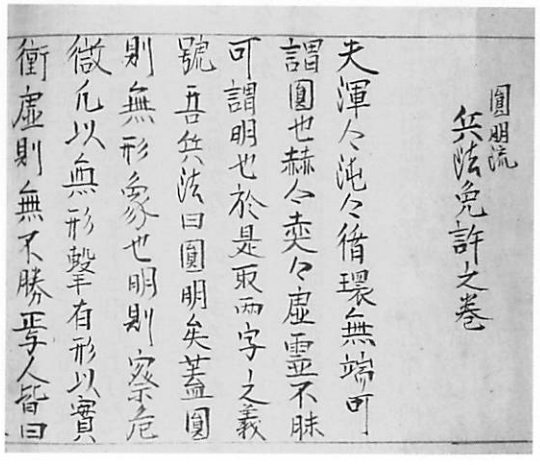 圓明流
兵法免許之巻
夫渾々沌々循環無端可
謂圓也赫々奕々虚靈不昧
可謂明也於是取兩字之義
號吾兵法曰圓明矣蓋圓
則無形象也明則察危
微凢以無形擊有形以實
衝虚則無不勝人皆曰